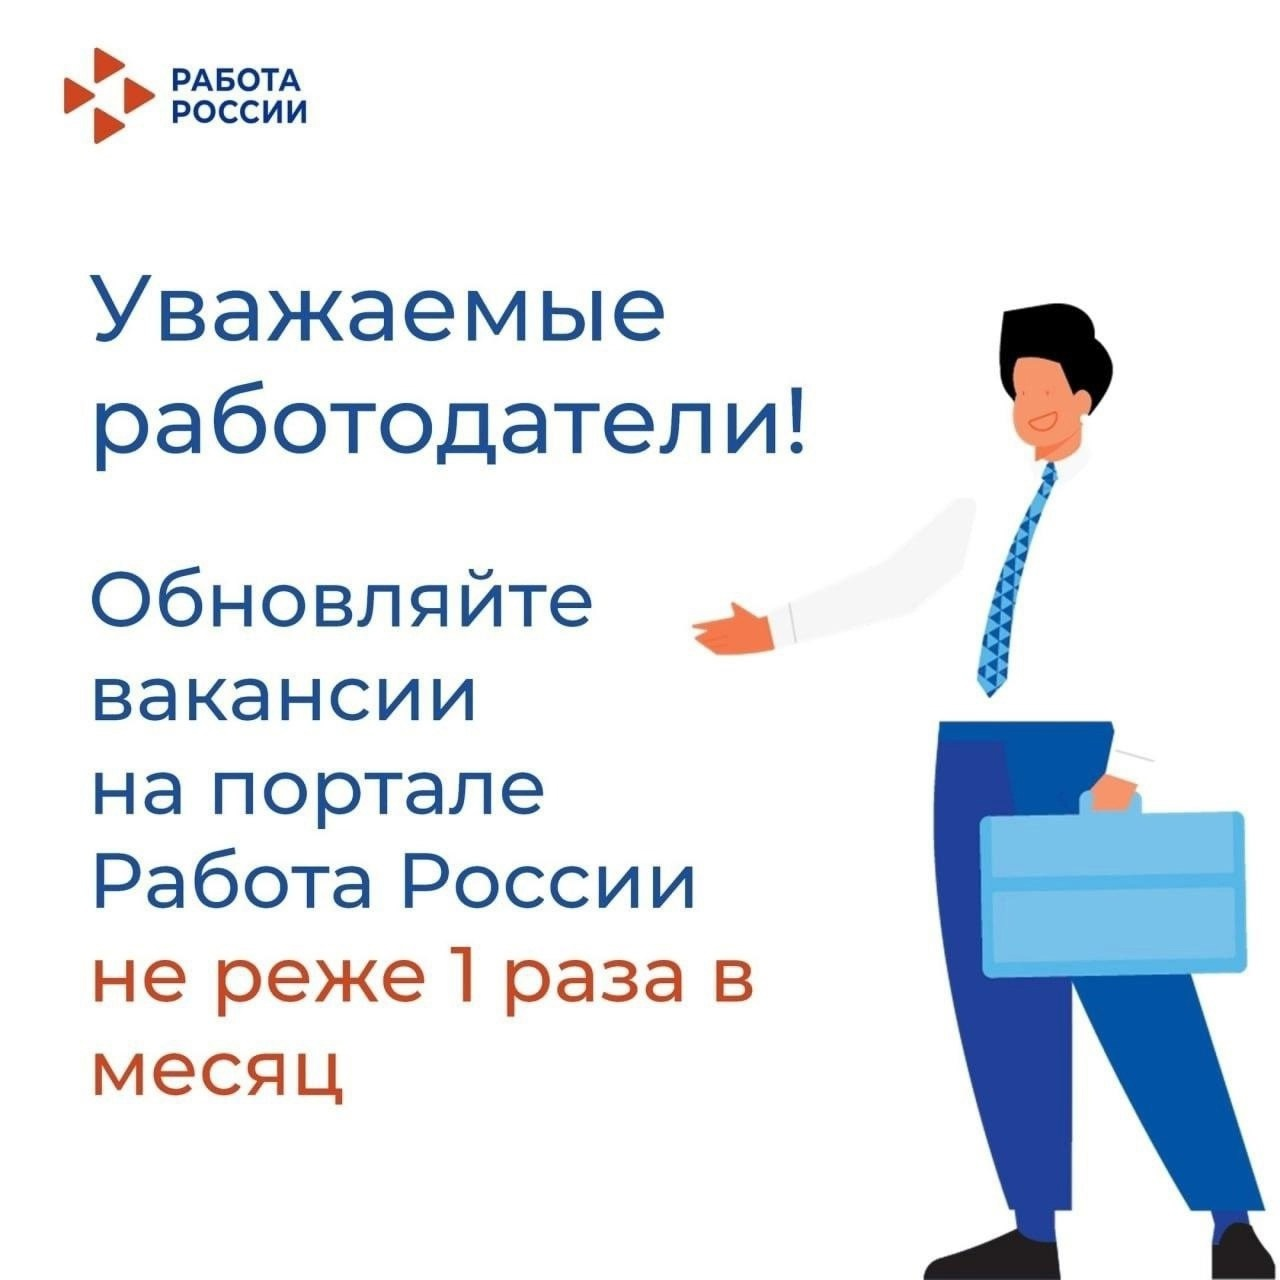 РАБОТА
РОССИИ
Уважаемые
работодатели!
Обновляйте
вакансии
на портале
Работа России
не реже 1 раза в
месяц